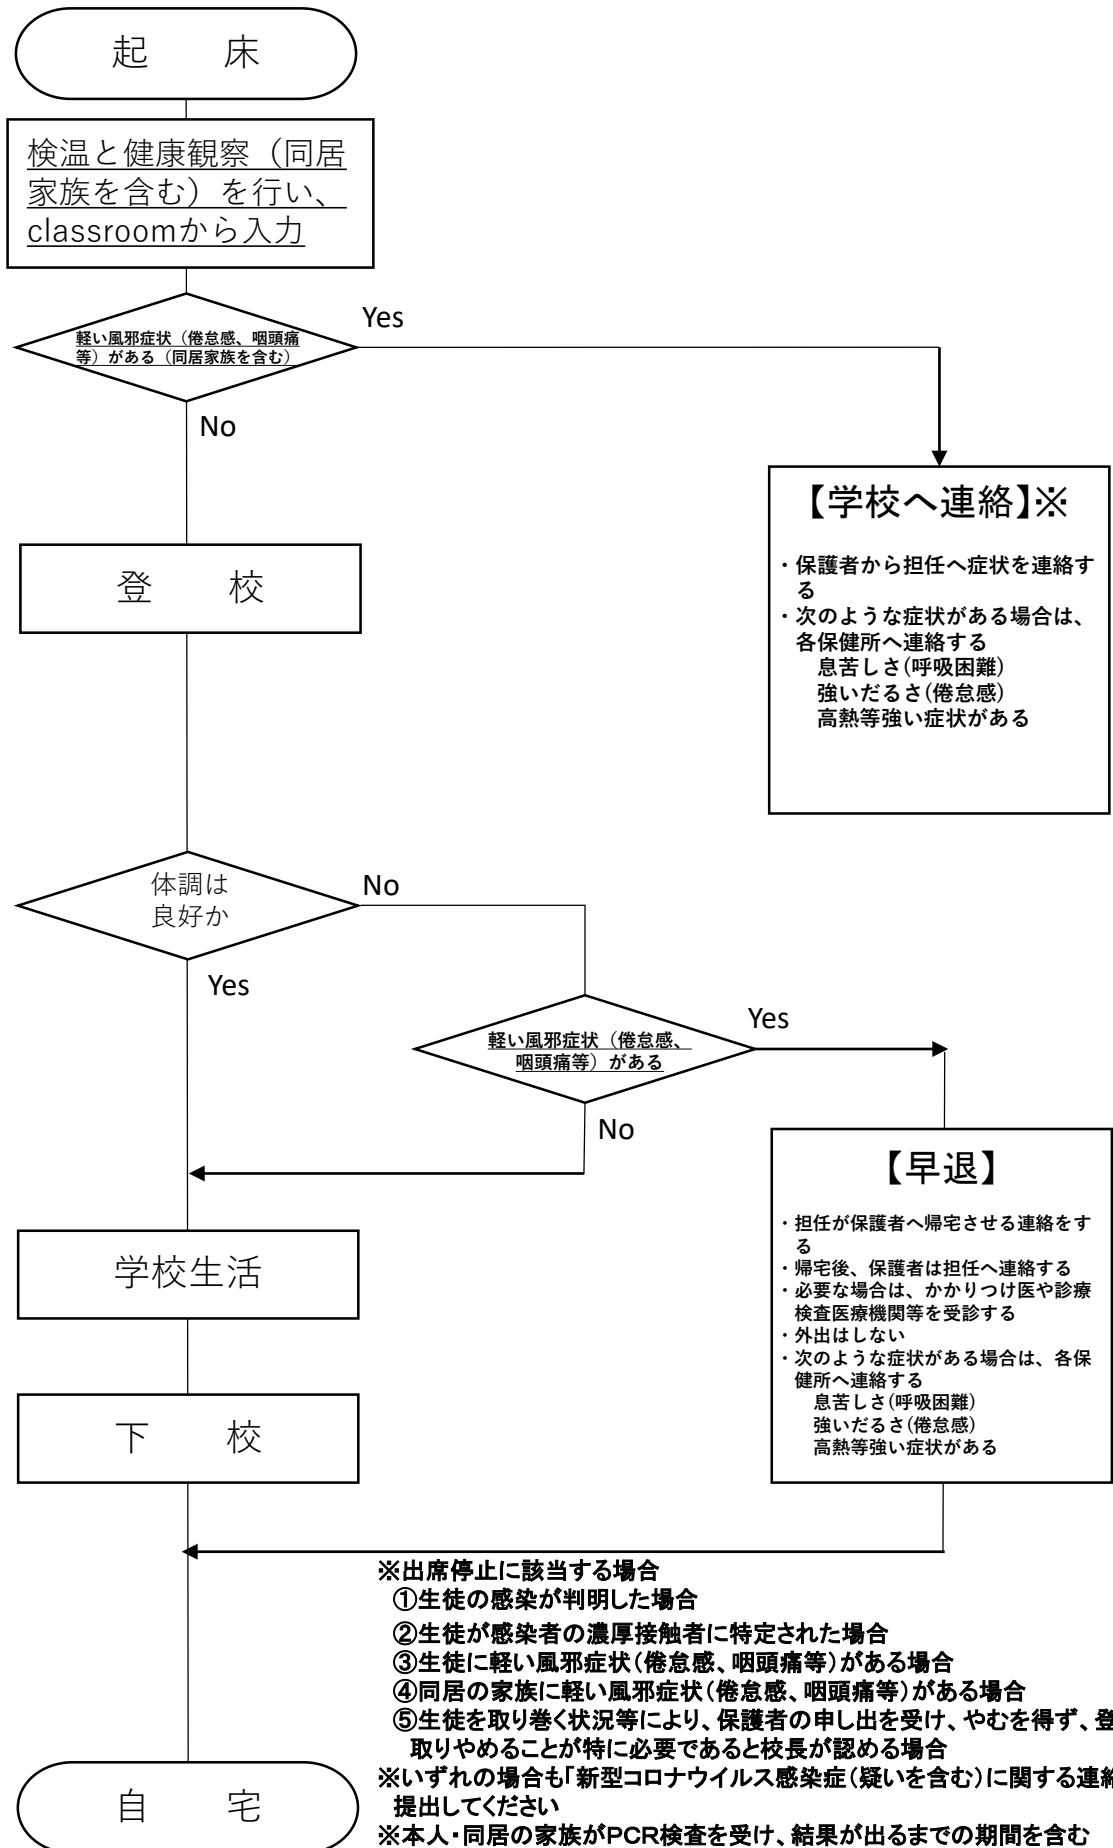 起　床
検温と健康観察（同居
家族を含む）を行い、
classroomから入力
軽い風邪症状（倦怠感、咽頭痛
等）がある（同居家族を含む）
Yes
No
【学校へ連絡】※
・保護者から担任へ症状を連絡す
る
・次のような症状がある場合は、
各保健所へ連絡する
息苦しさ(呼吸困難)
強いだるさ(倦怠感)
高熱等強い症状がある
登　校
体調は
良好か
No
Yes
軽い風邪症状（倦怠感、
咽頭痛等）がある
Yes
No
【早退】
・担任が保護者へ帰宅させる連絡をす
る
・帰宅後、保護者は担任へ連絡する
・必要な場合は、かかりつけ医や診療
検査医療機関等を受診する
・外出はしない
・次のような症状がある場合は、各保
健所へ連絡する
息苦しさ(呼吸困難)
強いだるさ(倦怠感)
高熱等強い症状がある
学校生活
下　校
※出席停止に該当する場合
①生徒の感染が判明した場合
②生徒が感染者の濃厚接触者に特定された場合
③生徒に軽い風邪症状（倦怠感、咽頭痛等）がある場合
④同居の家族に軽い風邪症状（倦怠感、咽頭痛等）がある場合
⑤生徒を取り巻く状況等により、保護者の申し出を受け、やむを得ず、登
取りやめることが特に必要であると校長が認める場合
※いずれの場合も「新型コロナウイルス感染症（疑いを含む）に関する連絡
提出してください
※本人・同居の家族がPCR検査を受け、結果が出るまでの期間を含む
自　宅